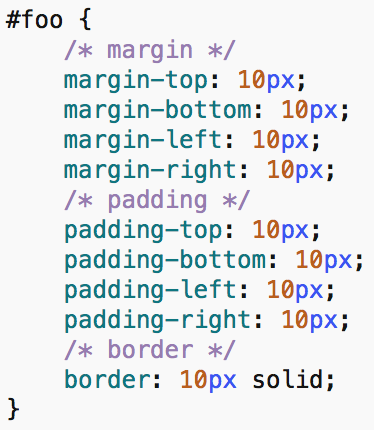 #foo {
    /* margin */
    margin-top: 10px;
    margin-bottom: 10px;
    margin-left: 10px;
    margin-right: 10px;
    /* padding */
    padding-top: 10px;
    padding-bottom: 10px;
    padding-left: 10px;
    padding-right: 10px;
    /* border */
    border: 10px solid;
}